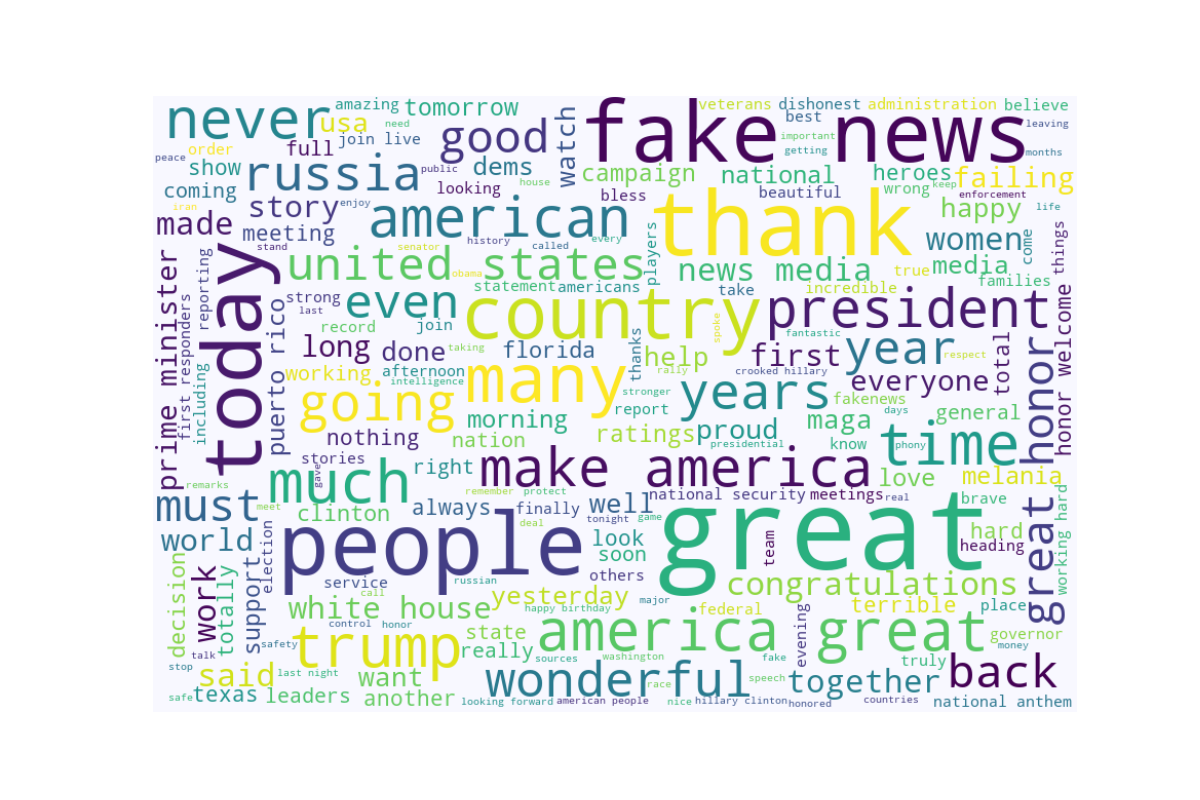 never
amazing
tomorrow
fake news
veterans
dishonest
administration
believe
usa
need
join live
good
watch
best
leaving
order
full
important
getting
months
peace
show
russia
public
dems
campaign
national
heroes
failing
coming
looking
house
bless
beautiful
wrong
keep
enforcement
story
enjoy
american
thank
happy
life
iran
made
meeting
stand
senator
history
called
every
players
women
come
things
today
united states
obama
news media
true
media
reporting
statement
americans
take
incredible
families
prime minister
first responders
including
puerto rico
strong
last
even
country
president
record
join
spoke
fantastic
long
done
taking
florida
thanks
help
first
year
respect
total
honor
honor welcome
working
afternoon
intelligence
many
rally
crooked hillary
everyone
going
stronger
years
fakenews
morning
report
maga
days
general
nothing
nation
ratings
proud
presidential
know
phony
time
stories
gave
right
make america
love
melania
remarks
much
remember
protect
national security
meetings
real
brave
must
meet
clinton
always
finally
well
deal
tonight
game
great
hard
working hard
world
election
people
look
soon
team
heading
great
decision
work
totally
support
service
call
russian
others
congratulations
white house
yesterday
happy birthday
major
federal
terrible
place
control
honor
state
america great
evening
governor
safety
trump
really
sources
washington
fake
money
talk
truly
stop
said
last night
want
wonderful
race
speech
together
back
safe
texas
leaders
another
looking forward
american people
nice
hillary clinton
honored
countries
national anthem